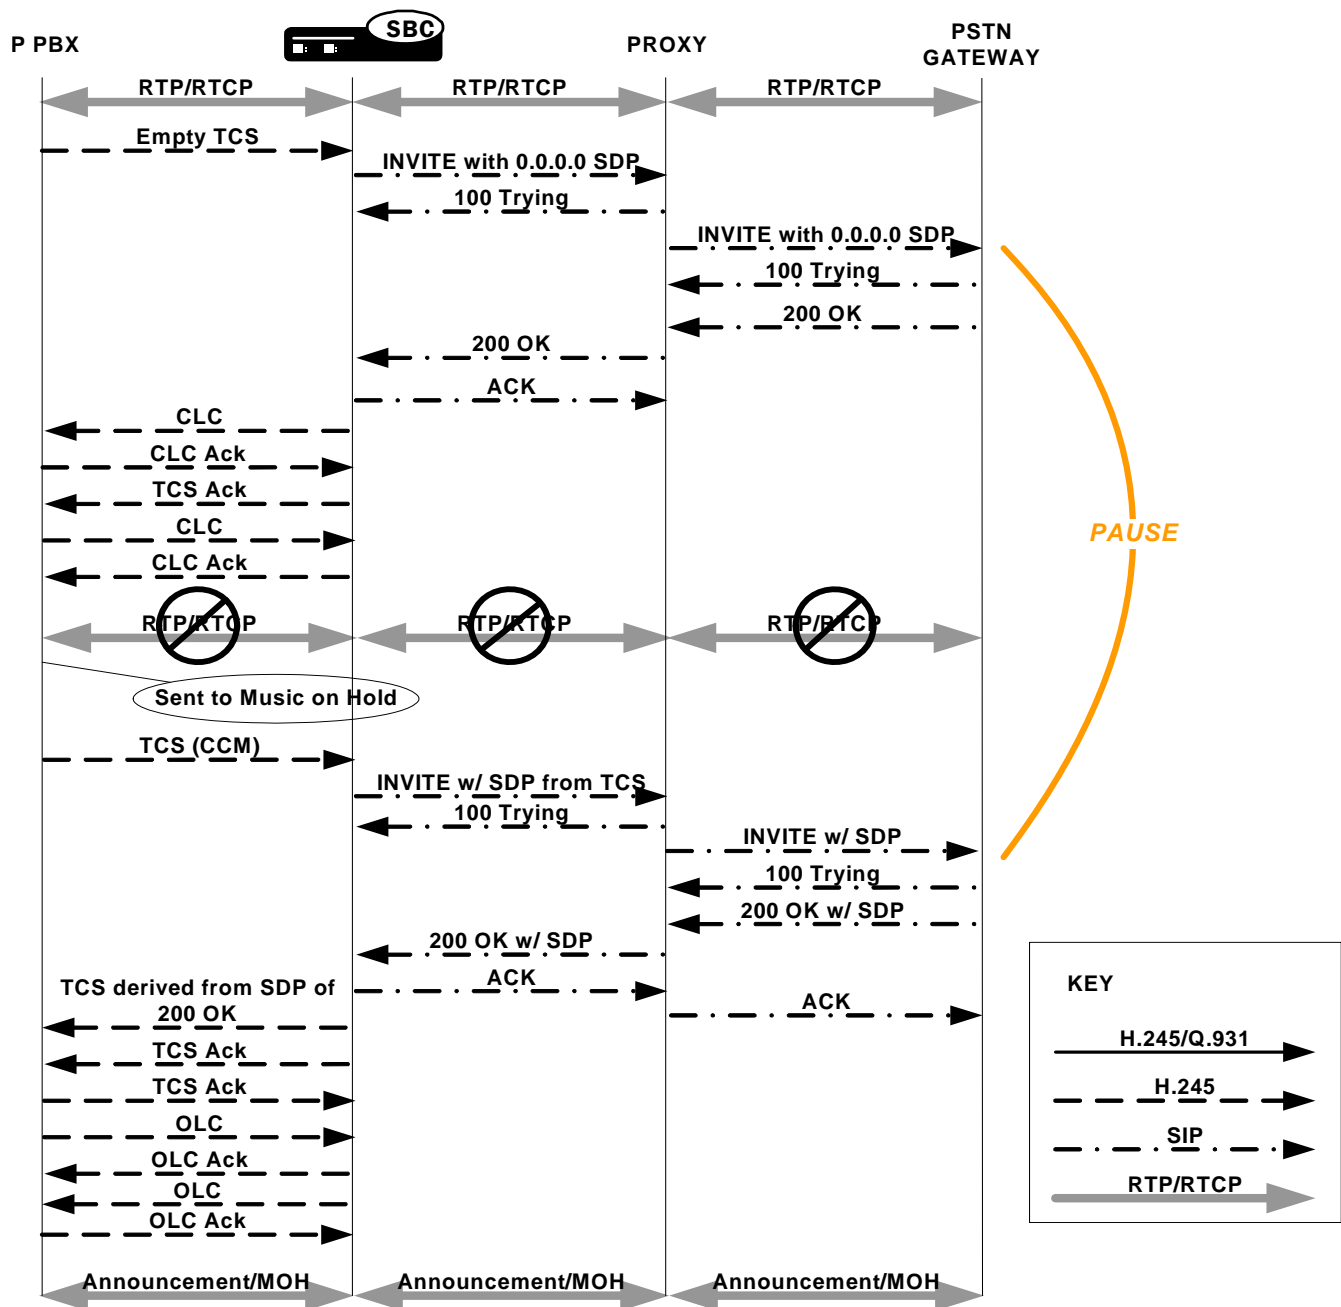 SBC
P PBX
PROXY
PSTN
GATEWAY
RTP/RTCP
RTP/RTCP
RTP/RTCP
Empty TCS
INVITE with 0.0.0.0 SDP
100 Trying
INVITE with 0.0.0.0 SDP
100 Trying
200 OK
200 OK
ACK
CLC
CLC Ack
TCS Ack
CLC
CLC Ack
PAUSE
RTP/RTCP
RTP/RTCP
RTP/RTCP
Sent to Music on Hold
TCS (CCM)
INVITE w/ SDP from TCS
100 Trying
INVITE w/ SDP
100 Trying
200 OK w/ SDP
200 OK w/ SDP
ACK
TCS derived from SDP of
200 OK
ACK
TCS Ack
TCS Ack
OLC
OLC Ack
OLC
OLC Ack
Announcement/MOH
Announcement/MOH
Announcement/MOH
KEY
H.245/Q.931
H.245
SIP
RTP/RTCP